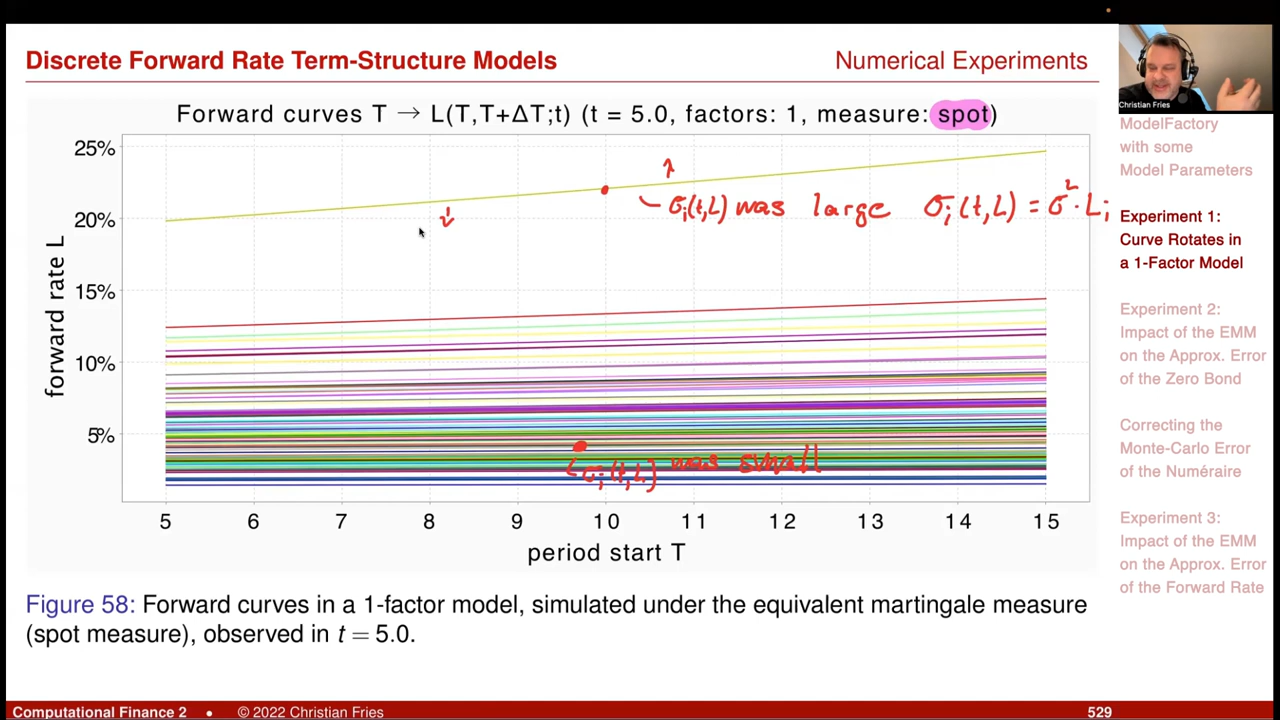 Discrete Forward Rate Term-Structure Models
Numerical Experiments
Christian Fries
Forward curves T → L(T,T+ΔT;t) (t = 5.0, factors: 1, measure: spot)
25%
20%
15%
10%
5%
forward rate L
σᵢ(t,L) was large σᵢ(t,L) = σ² · Lᵢ
σᵢ(t,L) was small
5 6 7 8 9 10 11 12 13 14 15
period start T
Figure 58: Forward curves in a 1-factor model, simulated under the equivalent martingale measure
(spot measure), observed in t = 5.0.
ModelFactory
with some
Model Parameters
Experiment 1:
Curve Rotates in
a 1-Factor Model
Experiment 2:
Impact of the EMM
on the Approx. Error
of the Zero Bond
Correcting the
Monte-Carlo Error
of the Numéraire
Experiment 3:
Impact of the EMM
on the Approx. Error
of the Forward Rate
Computational Finance 2 • © 2022 Christian Fries
529